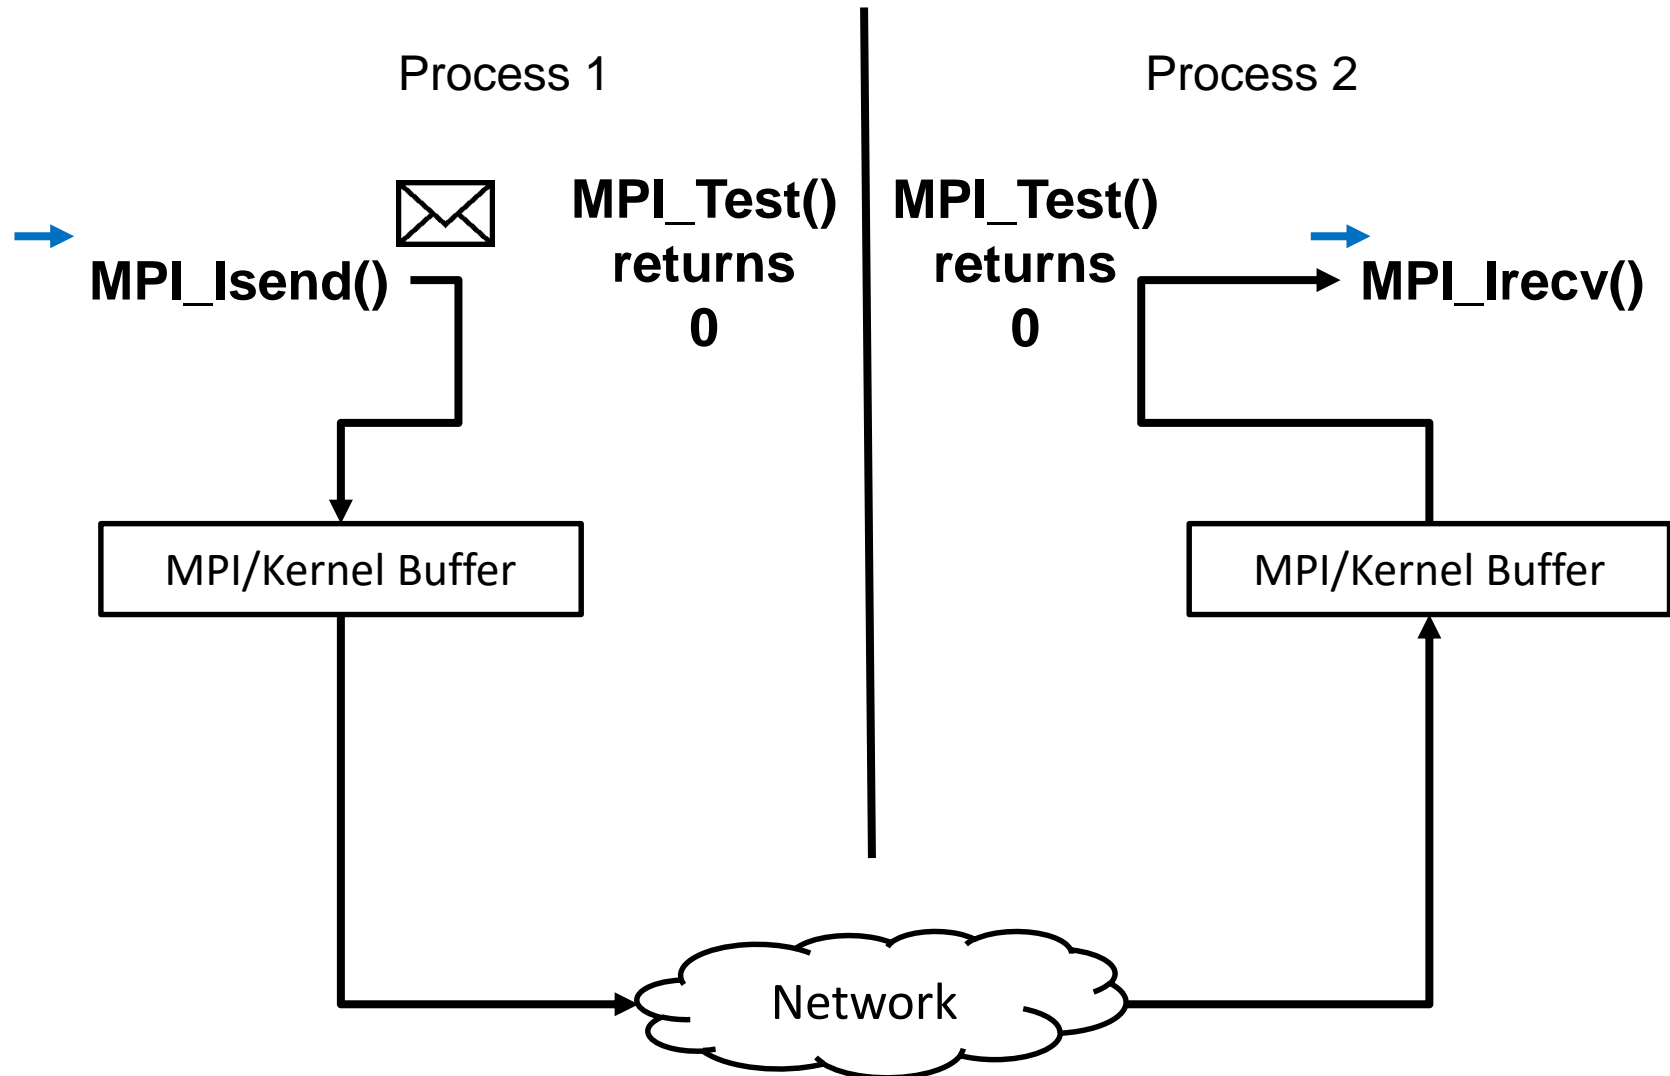 Process 1
Process 2
MPI_Isend()
MPI_Test()
returns
0
MPI_Test()
returns
0
MPI_Irecv()
MPI/Kernel Buffer
MPI/Kernel Buffer
Network